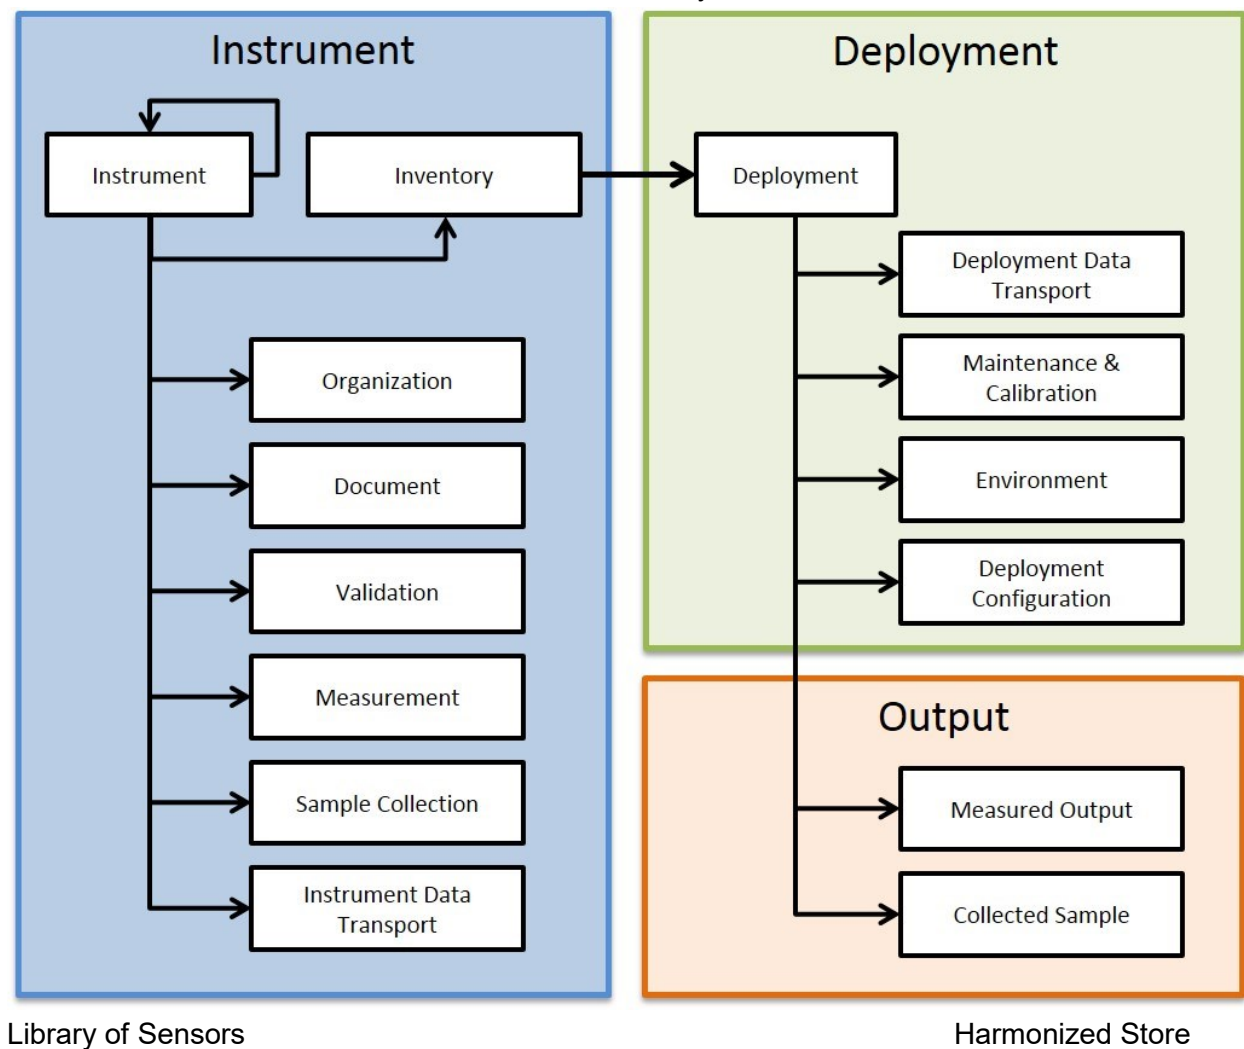 Instrument
Instrument
Inventory
Organization
Document
Validation
Measurement
Sample Collection
Instrument Data
Transport
Deployment
Deployment
Deployment Data
Transport
Maintenance &
Calibration
Environment
Deployment
Configuration
Output
Measured Output
Collected Sample
Library of Sensors
Harmonized Store